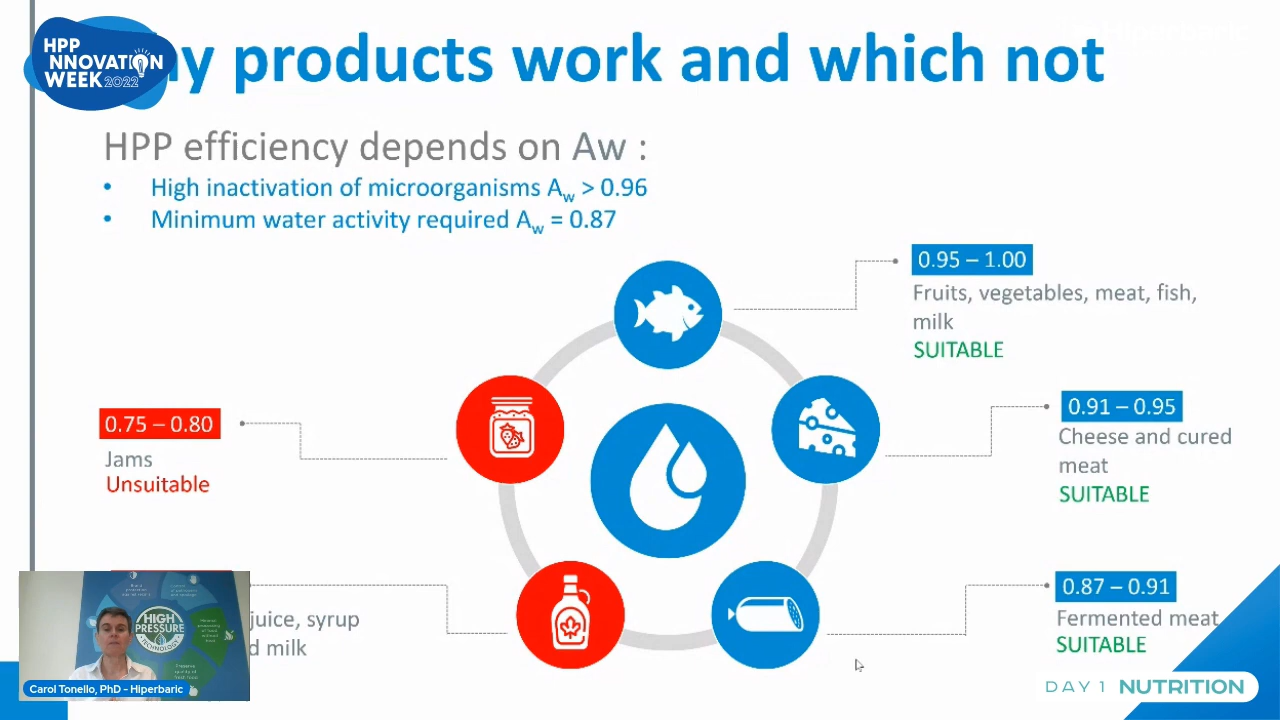 HPP
INNOVATION
WEEK 2022
y products work and which not
Hiperbaric
HPP efficiency depends on Aw :
• High inactivation of microorganisms Aw > 0.96
• Minimum water activity required Aw = 0.87
0.95 – 1.00
Fruits, vegetables, meat, fish,
milk
SUITABLE
0.91 – 0.95
Cheese and cured
meat
SUITABLE
0.87 – 0.91
Fermented meat
SUITABLE
0.75 – 0.80
Jams
Unsuitable
juice, syrup
d milk
HIGH
PRESSURE
TECHNOLOGY
Carol Tonello, PhD - Hiperbaric
DAY 1 NUTRITION